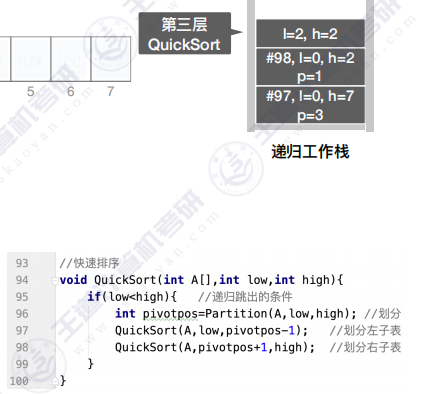 第三层
QuickSort
l=2, h=2
#98, l=0, h=2
p=1
#97, l=0, h=7
p=3
5 6 7
递归工作栈
93 //快速排序
94 void QuickSort(int A[],int low,int high){
95 if(low<high){ //递归跳出的条件
96 int pivotpos=Partition(A,low,high); //划分
97 QuickSort(A,low,pivotpos-1); //划分左子表
98 QuickSort(A,pivotpos+1,high); //划分右子表
99 }
100 }